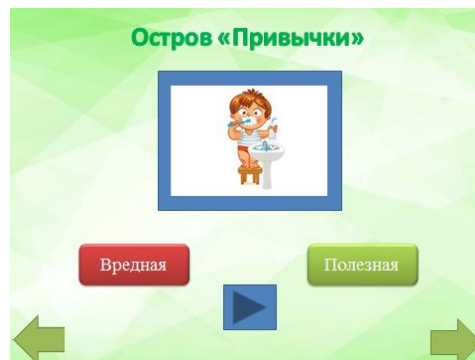 Остров «Привычки»
Вредная
Полезная